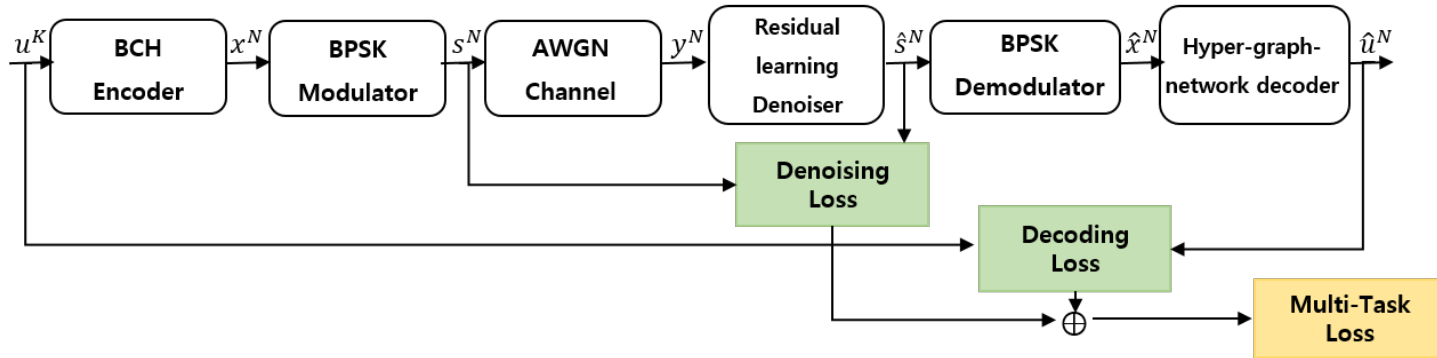 u^K
BCH
Encoder
x^N
BPSK
Modulator
s^N
AWGN
Channel
y^N
Residual
learning
Denoiser
ŝ^N
BPSK
Demodulator
x̂^N
Hyper-graph-
network decoder
û^N
Denoising
Loss
Decoding
Loss
⊕
Multi-Task
Loss